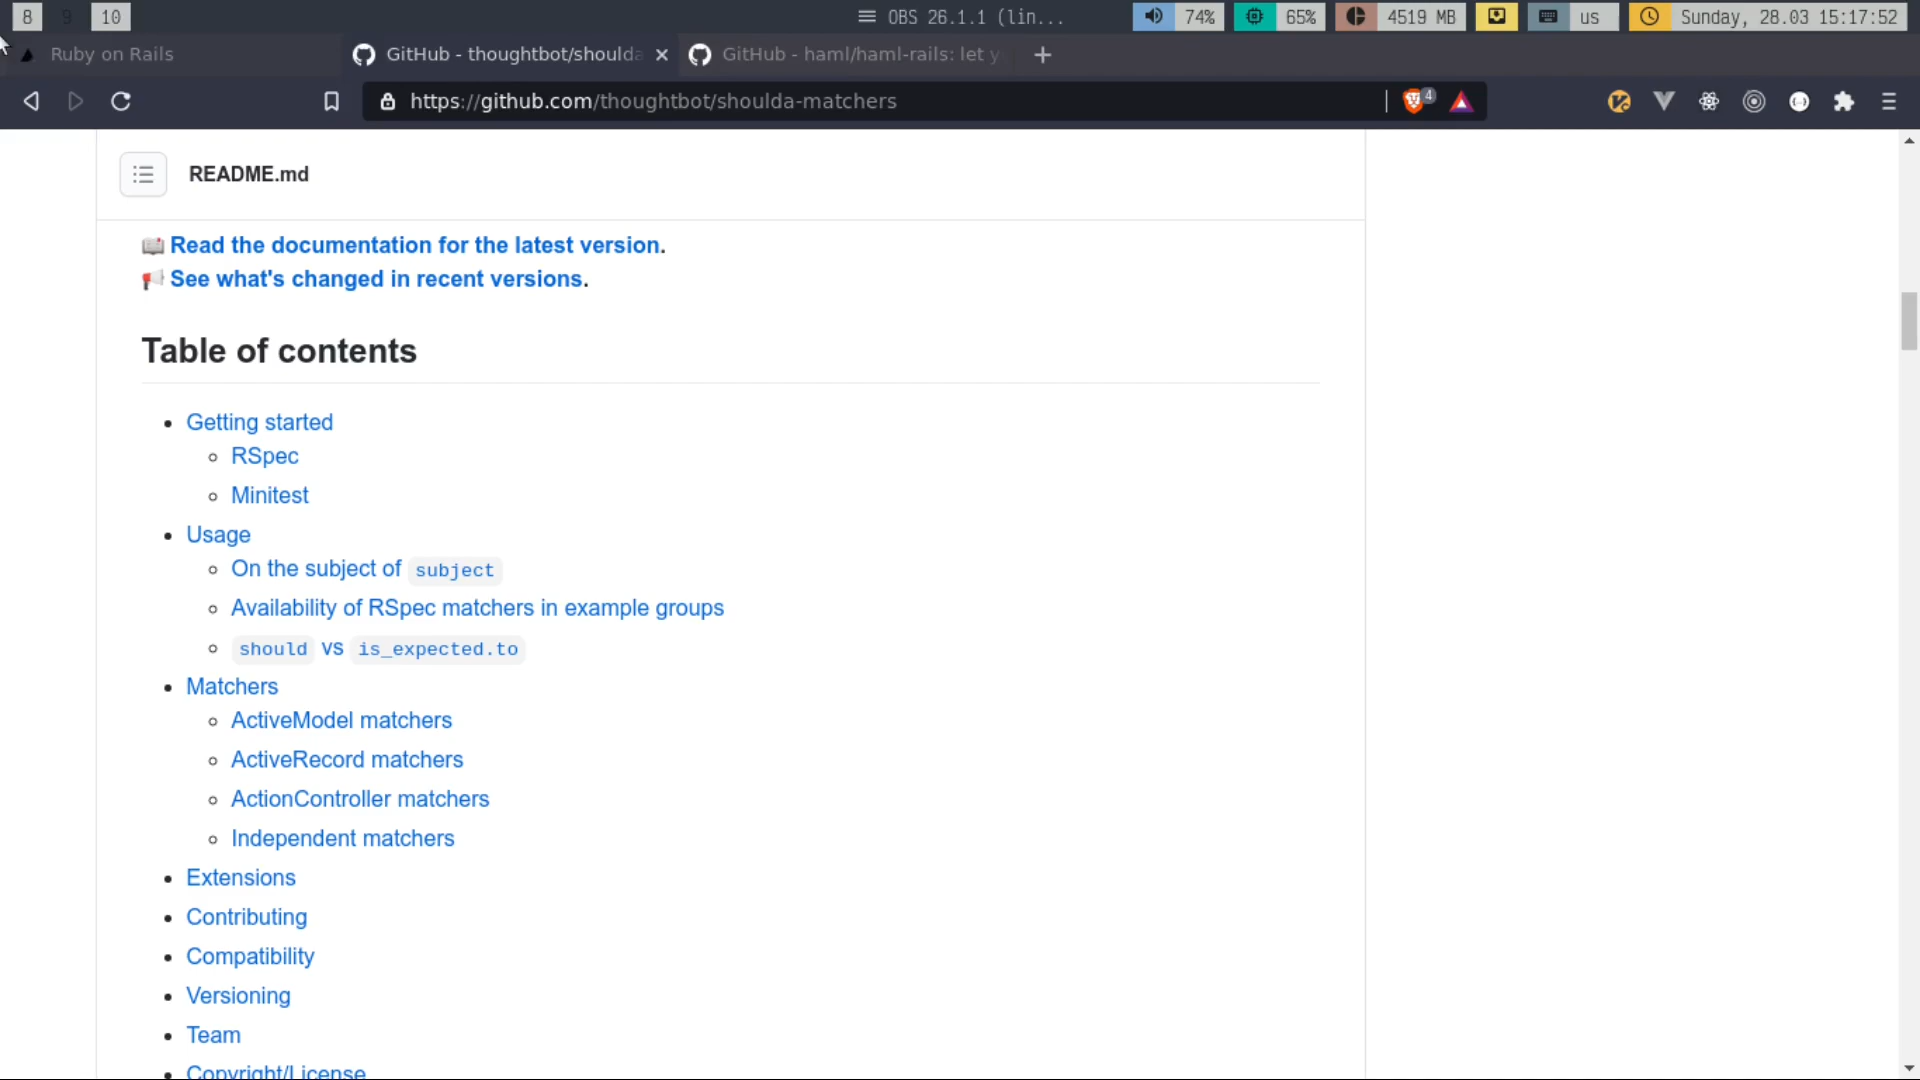 8 9 10 OBS 26.1.1 (lin... 74% 65% 4519 MB us Sunday, 28.03 15:17:52
Ruby on Rails GitHub - thoughtbot/shoulda GitHub - haml/haml-rails: let y
https://github.com/thoughtbot/shoulda-matchers 4
README.md
Read the documentation for the latest version.
See what's changed in recent versions.
Table of contents
Getting started
RSpec
Minitest
Usage
On the subject of subject
Availability of RSpec matchers in example groups
should vs is_expected.to
Matchers
ActiveModel matchers
ActiveRecord matchers
ActionController matchers
Independent matchers
Extensions
Contributing
Compatibility
Versioning
Team
Copyright/License